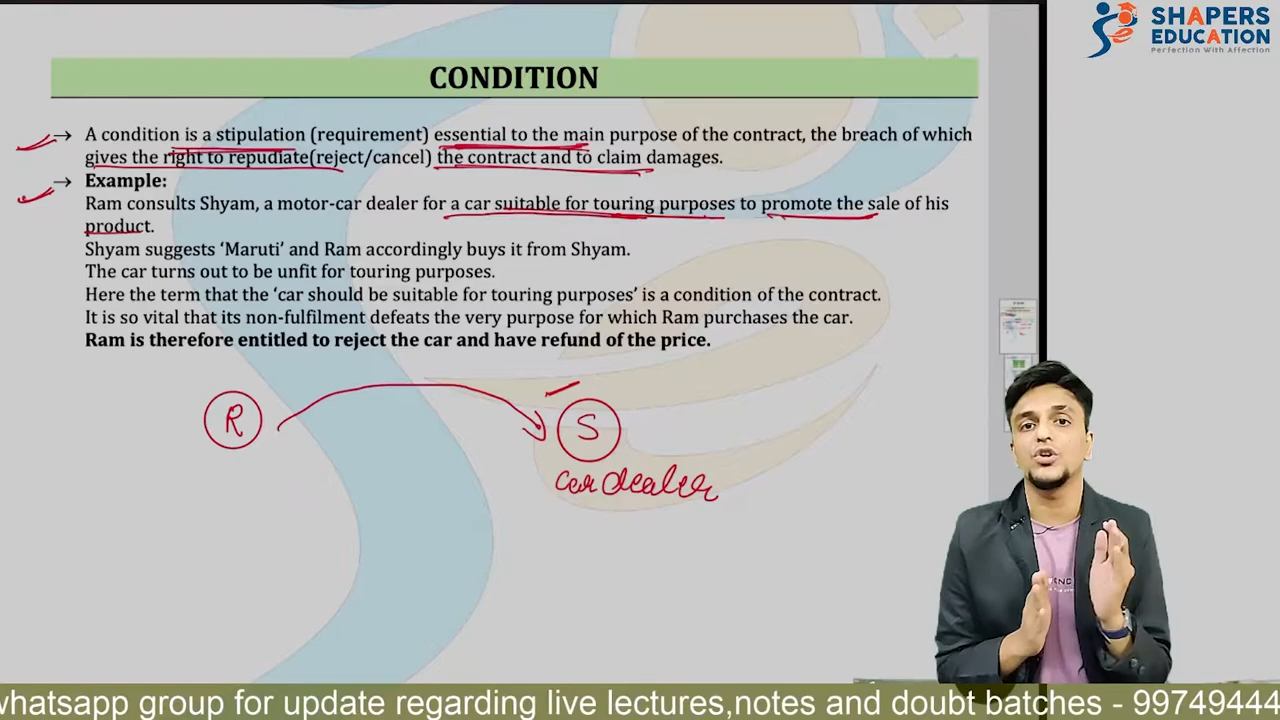 SHAPERS
EDUCATION
Perfection With Affection
CONDITION
→ A condition is a stipulation (requirement) essential to the main purpose of the contract, the breach of which
gives the right to repudiate(reject/cancel) the contract and to claim damages.
→ Example:
Ram consults Shyam, a motor-car dealer for a car suitable for touring purposes to promote the sale of his
product.
Shyam suggests ‘Maruti’ and Ram accordingly buys it from Shyam.
The car turns out to be unfit for touring purposes.
Here the term that the ‘car should be suitable for touring purposes’ is a condition of the contract.
It is so vital that its non-fulfilment defeats the very purpose for which Ram purchases the car.
Ram is therefore entitled to reject the car and have refund of the price.
R
S
car dealer
whatsapp group for update regarding live lectures,notes and doubt batches - 99749444